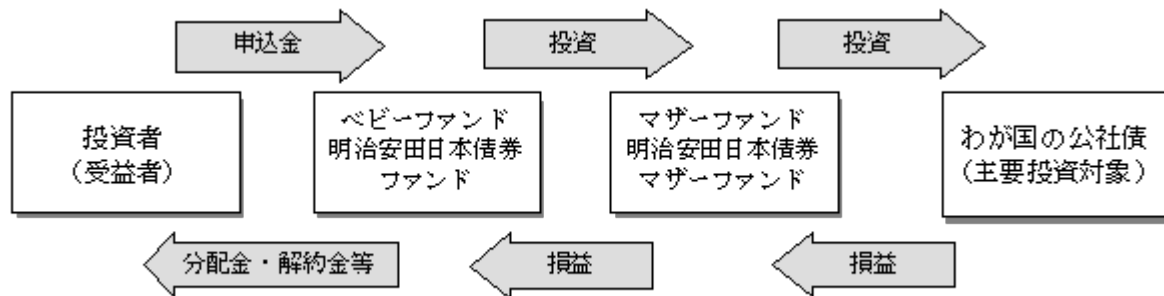 申込金
投資
投資
投資者
（受益者）
ベビーファンド
明治安田日本債券
ファンド
マザーファンド
明治安田日本債券
マザーファンド
わが国の公社債
（主要投資対象）
分配金・解約金等
損益
損益